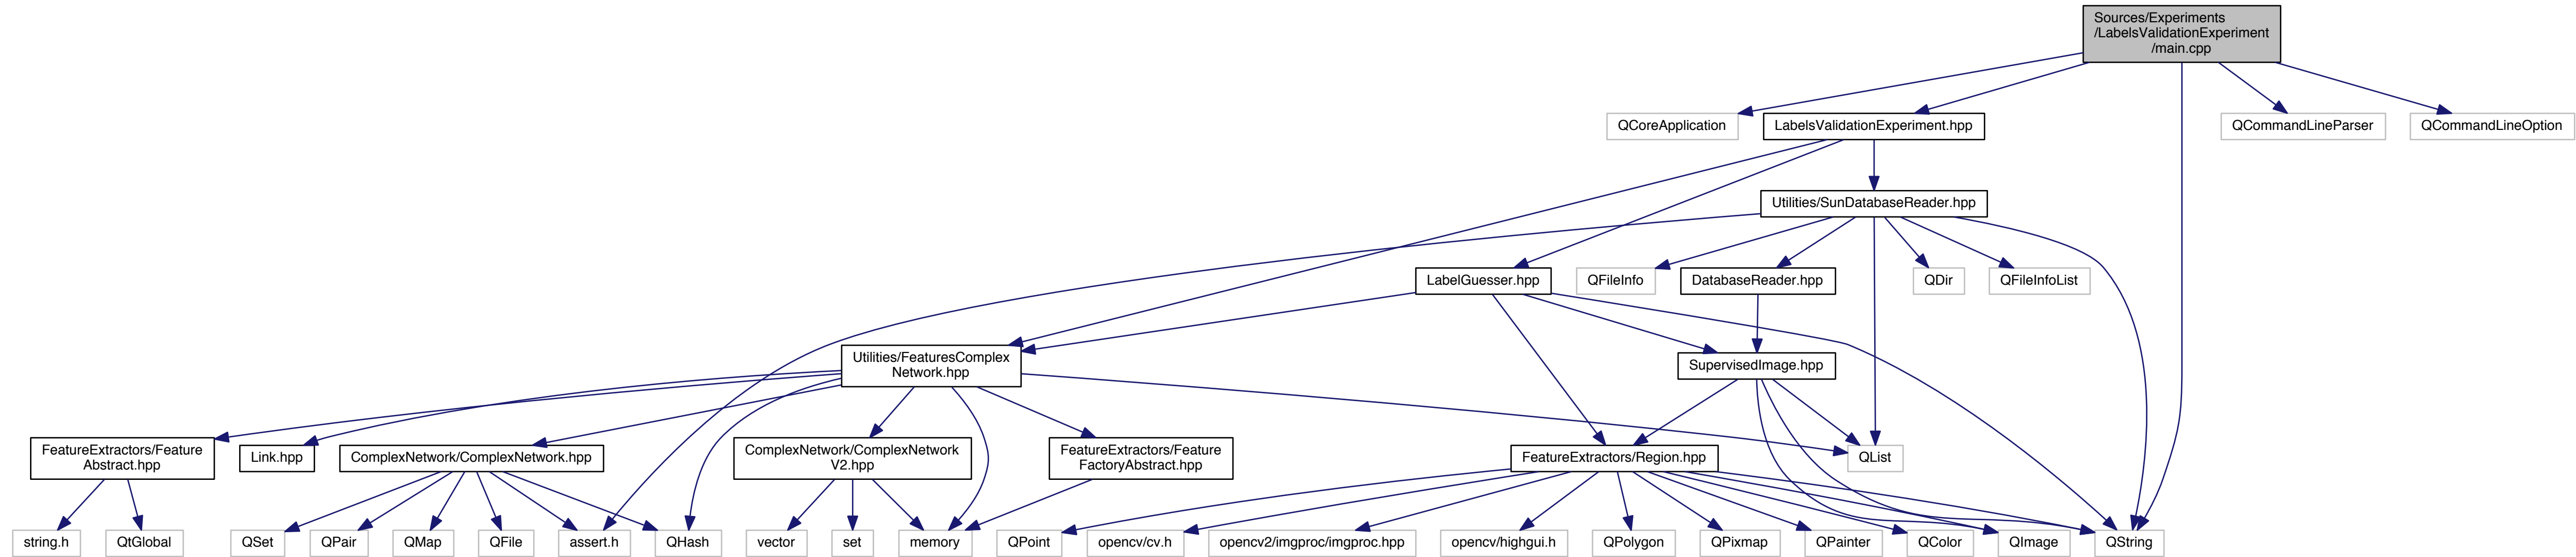 Sources/Experiments
/LabelsValidationExperiment
/main.cpp
QCoreApplication
LabelsValidationExperiment.hpp
QCommandLineParser
QCommandLineOption
Utilities/SunDatabaseReader.hpp
LabelGuesser.hpp
QFileInfo
DatabaseReader.hpp
QDir
QFileInfoList
Utilities/FeaturesComplex
Network.hpp
SupervisedImage.hpp
FeatureExtractors/Feature
Abstract.hpp
Link.hpp
ComplexNetwork/ComplexNetwork.hpp
ComplexNetwork/ComplexNetwork
V2.hpp
FeatureExtractors/Feature
FactoryAbstract.hpp
FeatureExtractors/Region.hpp
QList
string.h
QtGlobal
QSet
QPair
QMap
QFile
assert.h
QHash
vector
set
memory
QPoint
opencv/cv.h
opencv2/imgproc/imgproc.hpp
opencv/highgui.h
QPolygon
QPixmap
QPainter
QColor
QImage
QString